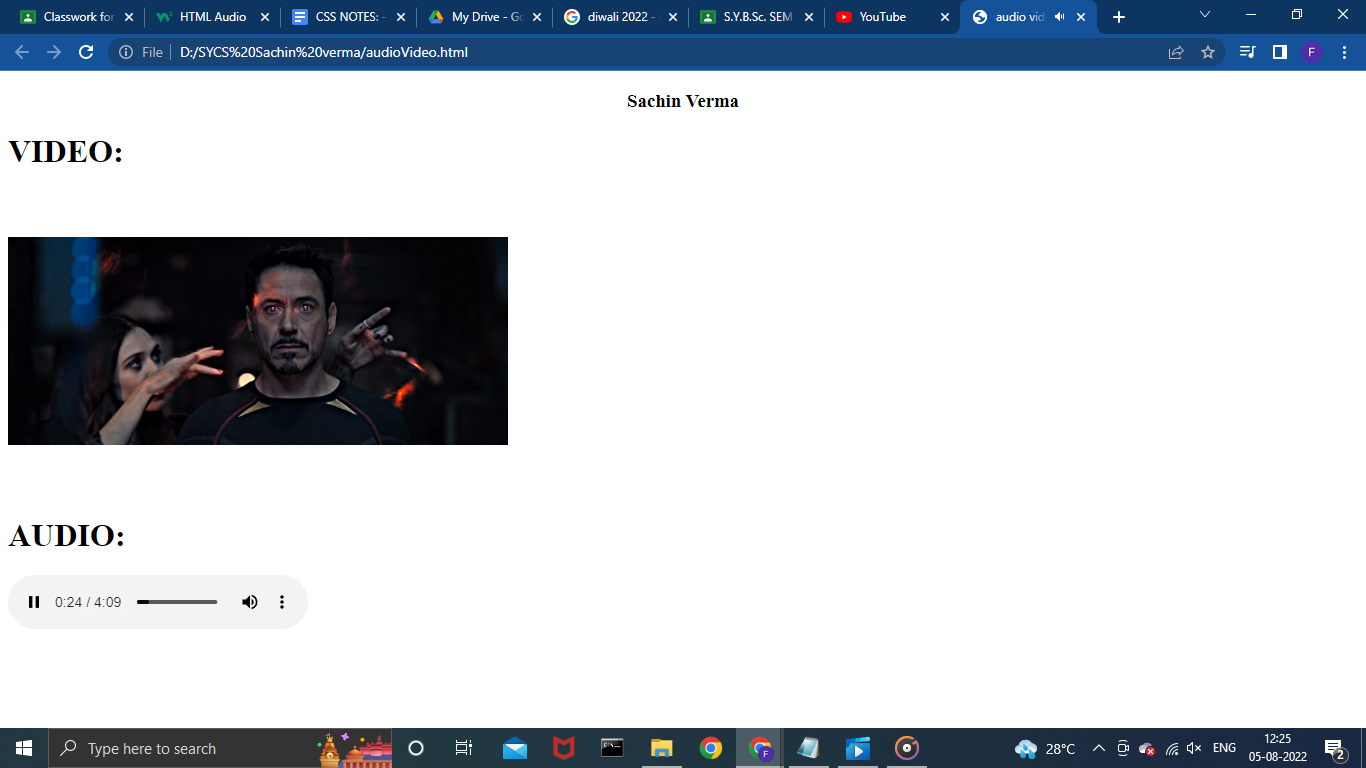 Classwork for
HTML Audio
CSS NOTES: -
My Drive - Go
diwali 2022 -
S.Y.B.Sc. SEM
YouTube
audio vid
File
D:/SYCS%20Sachin%20verma/audioVideo.html
F
Sachin Verma
VIDEO:
AUDIO:
0:24 / 4:09
Type here to search
F
28°C
ENG
12:25
05-08-2022
2